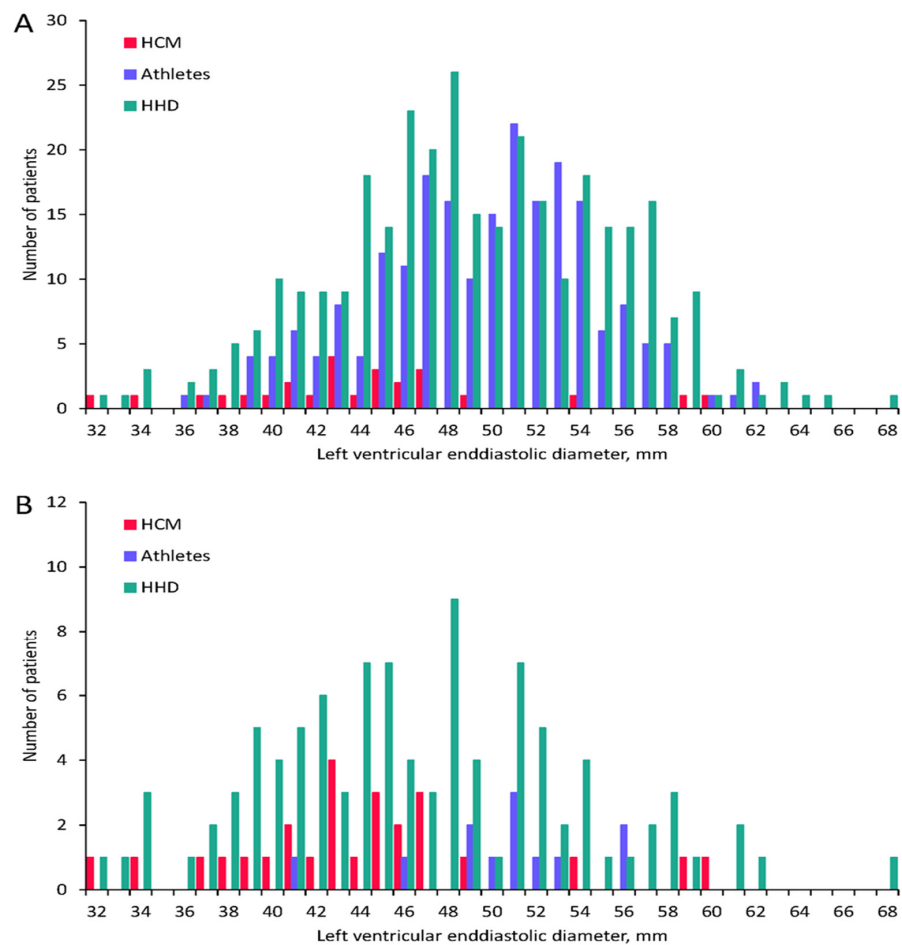 A
30
25
20
15
10
5
0
Number of patients
HCM
Athletes
HHD
32 34 36 38 40 42 44 46 48 50 52 54 56 58 60 62 64 66 68
Left ventricular enddiastolic diameter, mm
B
12
10
8
6
4
2
0
Number of patients
HCM
Athletes
HHD
32 34 36 38 40 42 44 46 48 50 52 54 56 58 60 62 64 66 68
Left ventricular enddiastolic diameter, mm